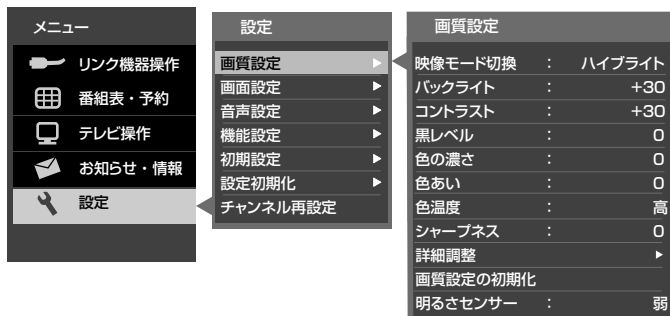 メニュー
リンク機器操作
番組表・予約
テレビ操作
お知らせ・情報
設定
設定
画質設定
画面設定
音声設定
機能設定
初期設定
設定初期化
チャンネル再設定
画質設定
映像モード切換 : ハイブライト
バックライト : +30
コントラスト : +30
黒レベル : 0
色の濃さ : 0
色あい : 0
色温度 : 高
シャープネス : 0
詳細調整
画質設定の初期化
明るさセンサー : 弱